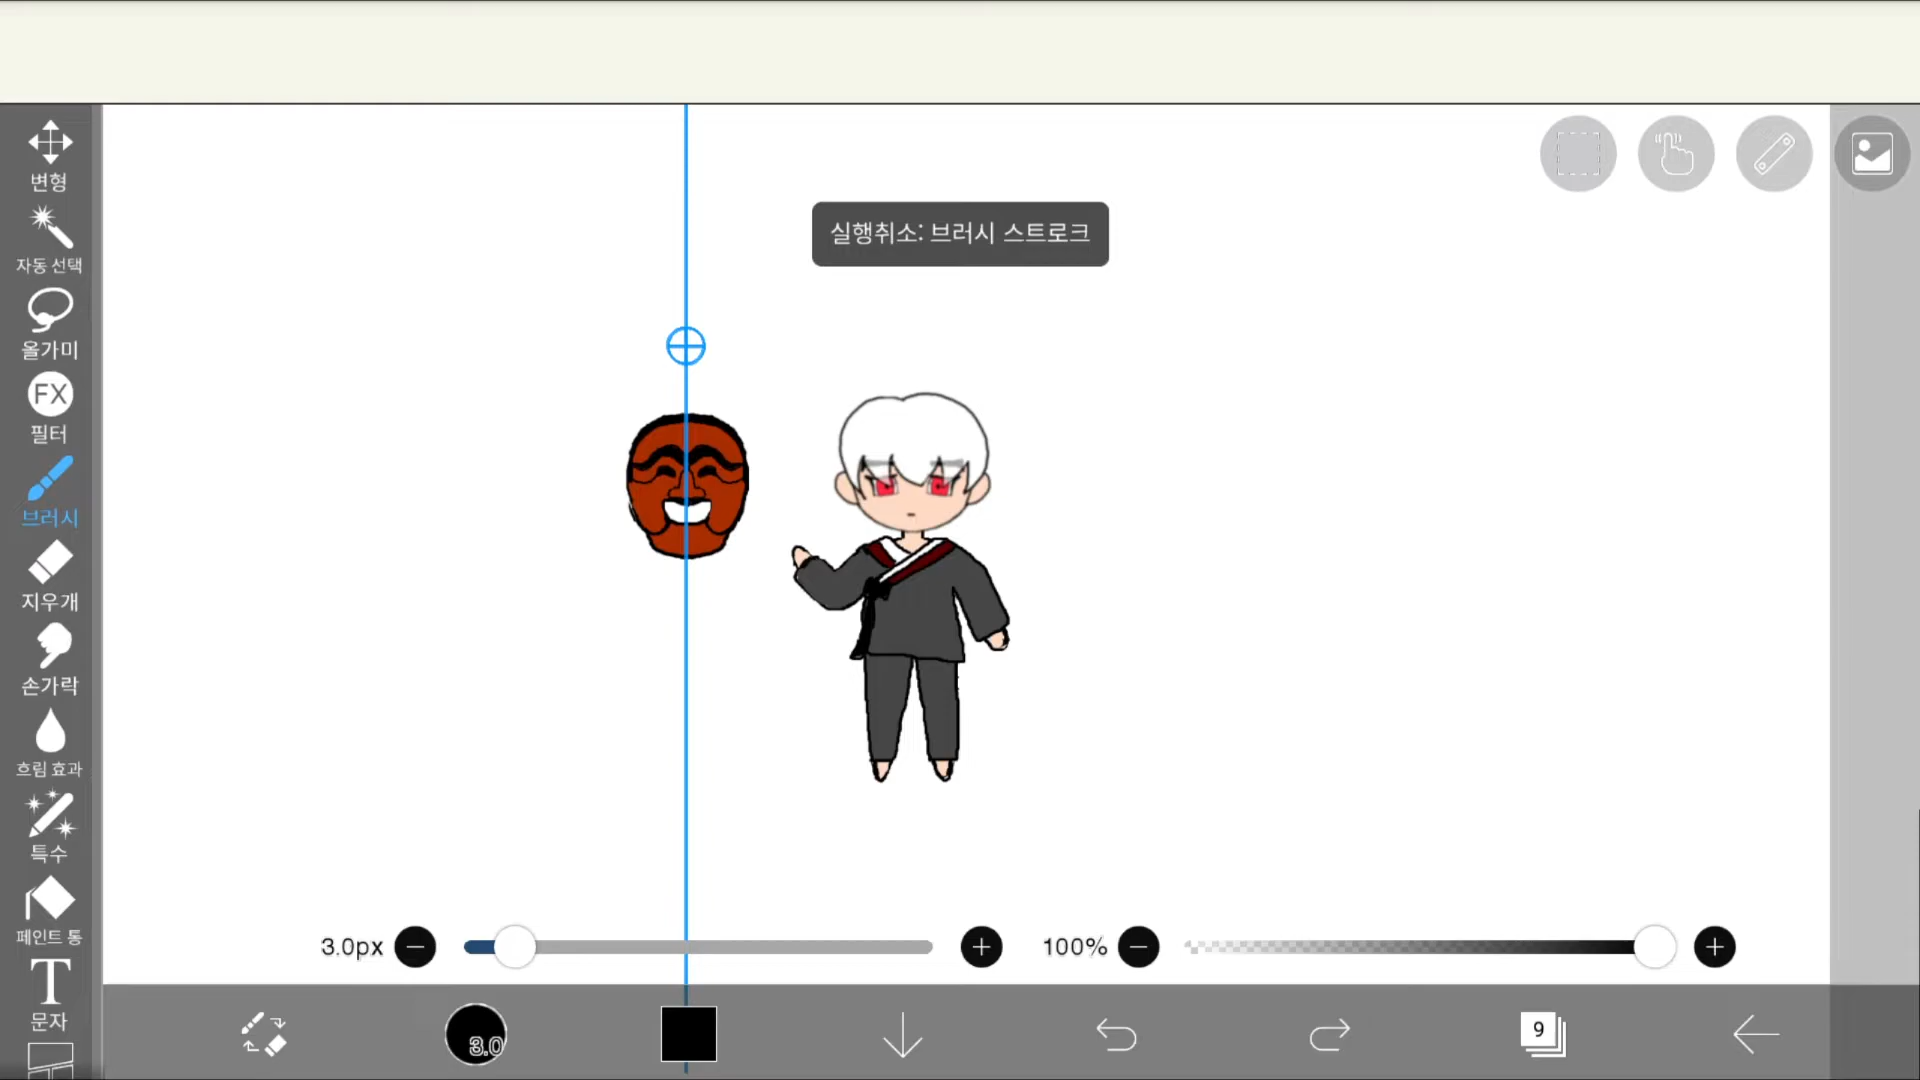 변형
자동 선택
올가미
FX
필터
브러시
지우개
손가락
흐림 효과
특수
페인트 통
T
문자
실행취소: 브러시 스트로크
3.0px
100%
3.0
9